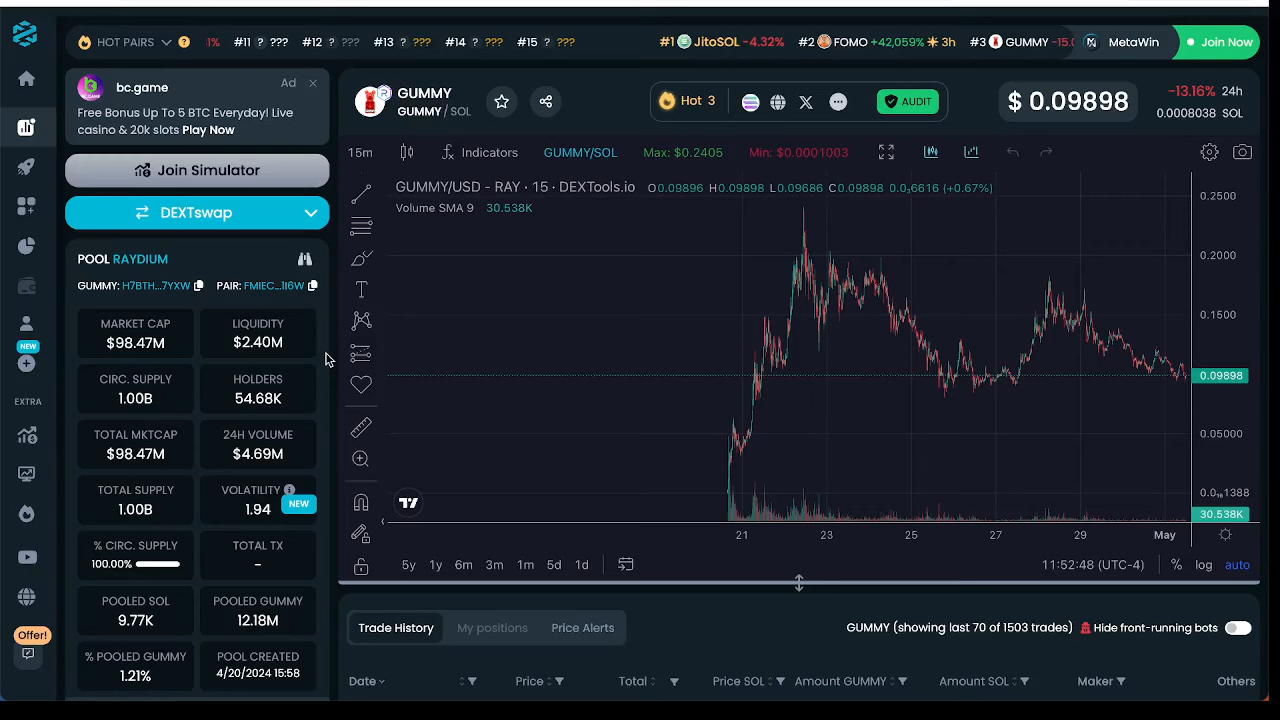 HOT PAIRS ? 1% #11 ? ??? #12 ? ??? #13 ? ??? #14 ? ??? #15 ? ??? #1 JitoSOL -4.32% #2 FOMO +42,059% 3h #3 GUMMY -15.0 MetaWin Join Now
bc.game Ad
Free Bonus Up To 5 BTC Everyday! Live
casino & 20k slots Play Now
Join Simulator
DEXTswap
POOL RAYDIUM
GUMMY: H7BTH...7YXW PAIR: FMIEC...1I6W
MARKET CAP LIQUIDITY
$98.47M $2.40M
CIRC. SUPPLY HOLDERS
1.00B 54.68K
TOTAL MKTCAP 24H VOLUME
$98.47M $4.69M
TOTAL SUPPLY VOLATILITY
1.00B 1.94 NEW
% CIRC. SUPPLY TOTAL TX
100.00% -
POOLED SOL POOLED GUMMY
9.77K 12.18M
% POOLED GUMMY POOL CREATED
1.21% 4/20/2024 15:58
NEW
EXTRA
Offer!
GUMMY
GUMMY / SOL
Hot 3 X AUDIT
$ 0.09898
-13.16% 24h
0.0008038 SOL
15m Indicators GUMMY/SOL Max: $0.2405 Min: $0.0001003
GUMMY/USD - RAY · 15 · DEXTools.io O0.09896 H0.09898 L0.09686 C0.09898 0.0₃6616 (+0.67%)
Volume SMA 9 30.538K
0.2500
0.2000
0.1500
0.09898
0.05000
0.0₁₈1388
30.538K
21 23 25 27 29 May
5y 1y 6m 3m 1m 5d 1d 11:52:48 (UTC-4) % log auto
Trade History My positions Price Alerts GUMMY (showing last 70 of 1503 trades) Hide front-running bots
Date Price Total Price SOL Amount GUMMY Amount SOL Maker Others